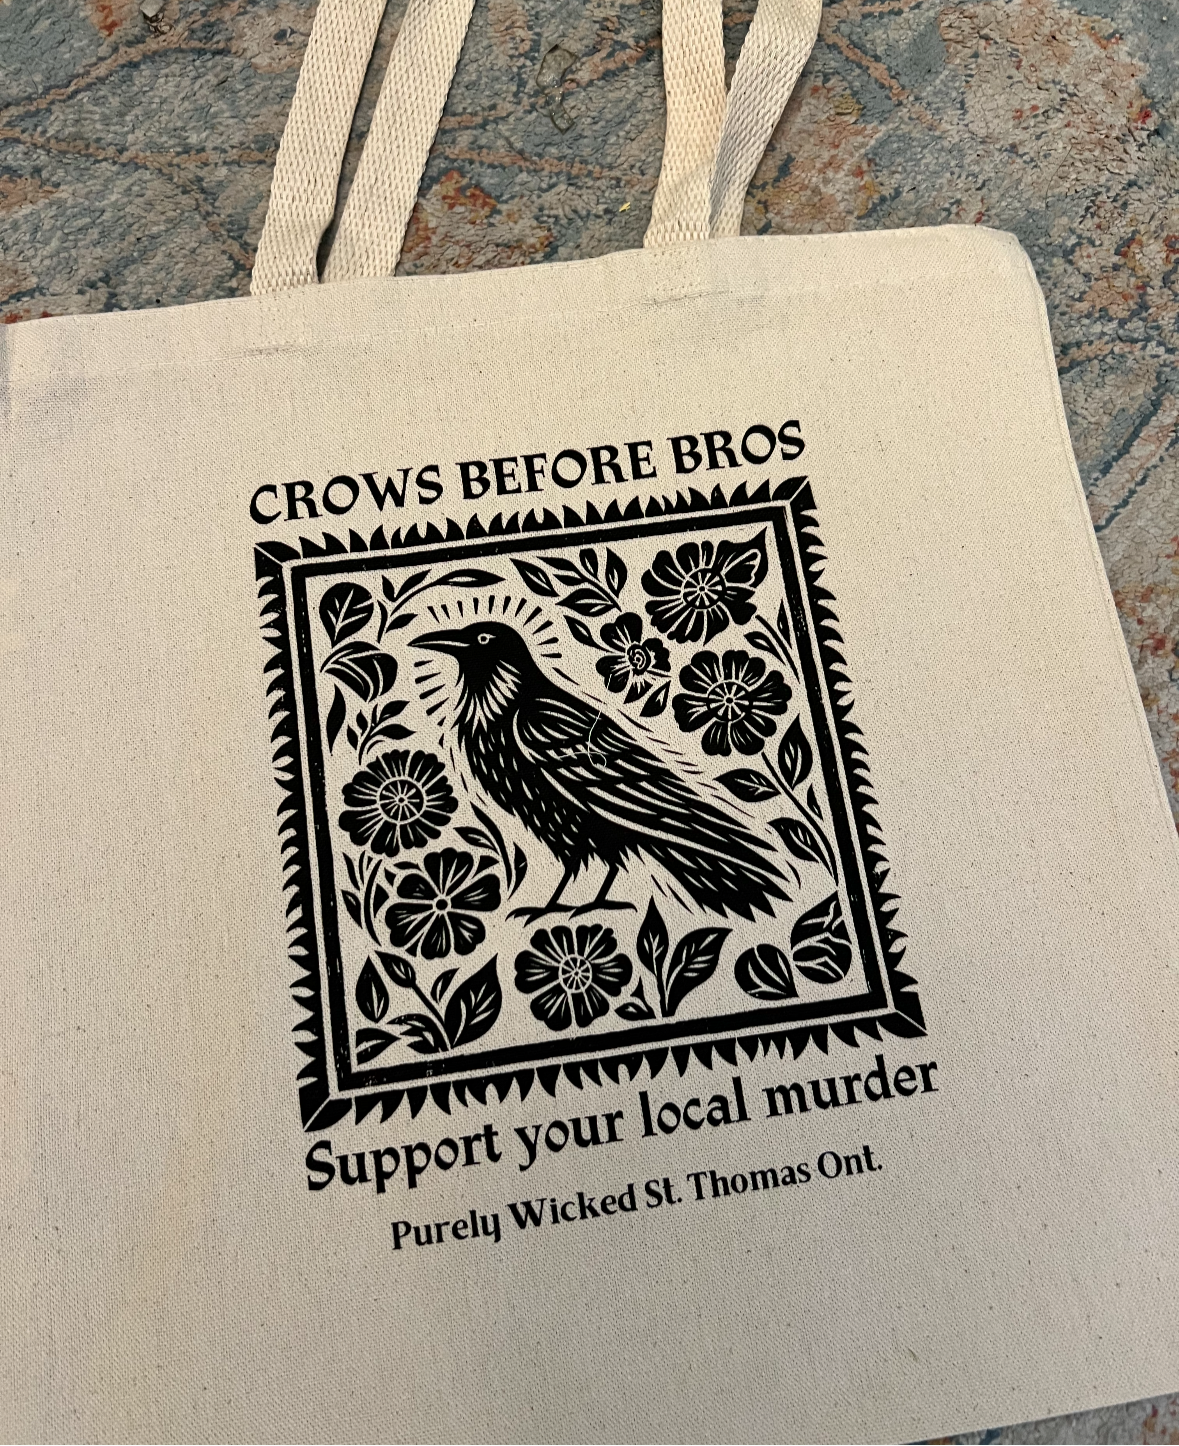 CROWS BEFORE BROS
Support your local murder
Purely Wicked St. Thomas Ont.